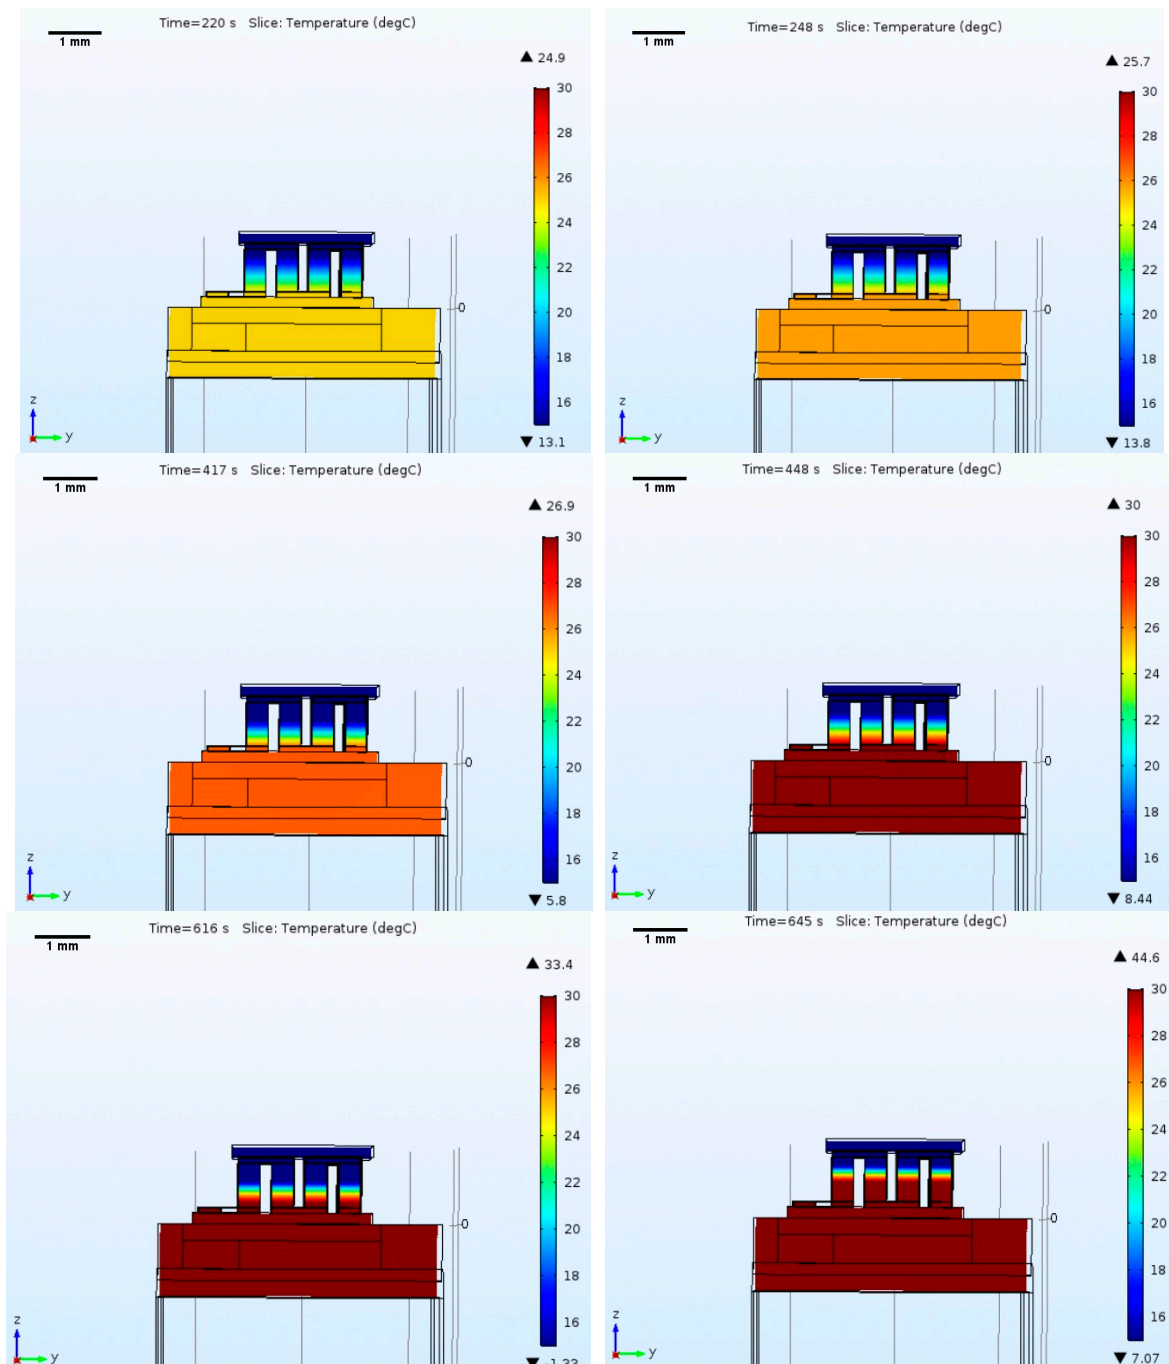 Time=220 s Slice: Temperature (degC)
1 mm
▲ 24.9
30
28
26
24
22
20
18
16
▼ 13.1
0
z
y
Time=248 s Slice: Temperature (degC)
1 mm
▲ 25.7
30
28
26
24
22
20
18
16
▼ 13.8
0
z
y
Time=417 s Slice: Temperature (degC)
1 mm
▲ 26.9
30
28
26
24
22
20
18
16
▼ 5.8
0
z
y
Time=448 s Slice: Temperature (degC)
1 mm
▲ 30
30
28
26
24
22
20
18
16
▼ 8.44
0
z
y
Time=616 s Slice: Temperature (degC)
1 mm
▲ 33.4
30
28
26
24
22
20
18
16
0
z
y
Time=645 s Slice: Temperature (degC)
1 mm
▲ 44.6
30
28
26
24
22
20
18
16
▼ 7.07
0
z
y